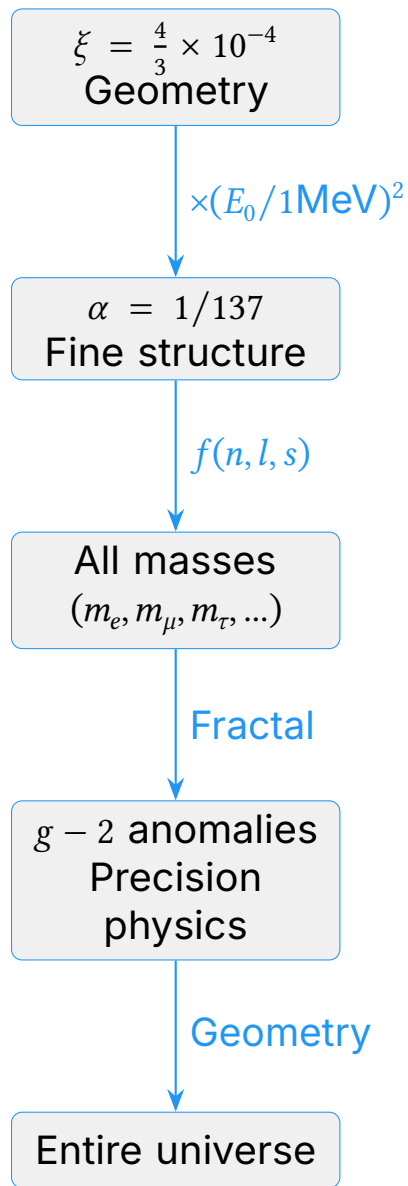 ξ = 4/3 × 10⁻⁴
Geometry
×(E₀/1MeV)²
α = 1/137
Fine structure
f(n, l, s)
All masses
(mₑ, m_μ, m_τ, ...)
Fractal
g − 2 anomalies
Precision
physics
Geometry
Entire universe